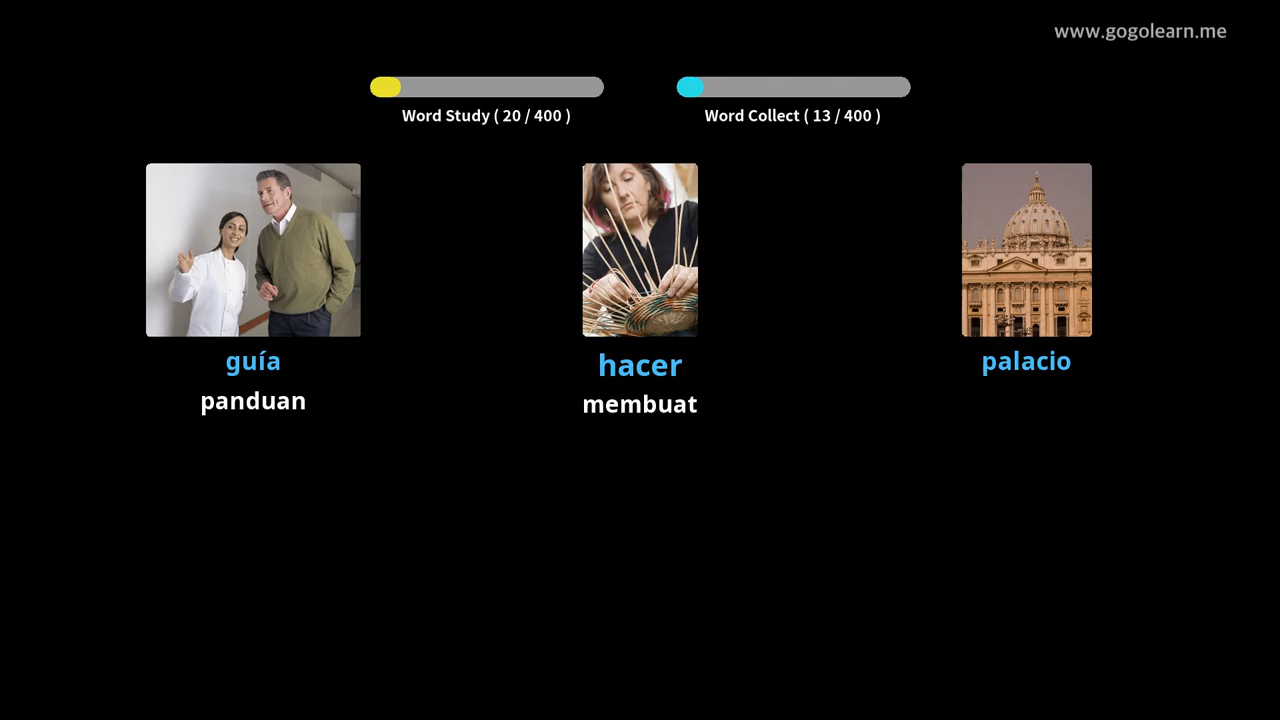 www.gogolearn.me
Word Study ( 20 / 400 )
Word Collect ( 13 / 400 )
guía
panduan
hacer
membuat
palacio